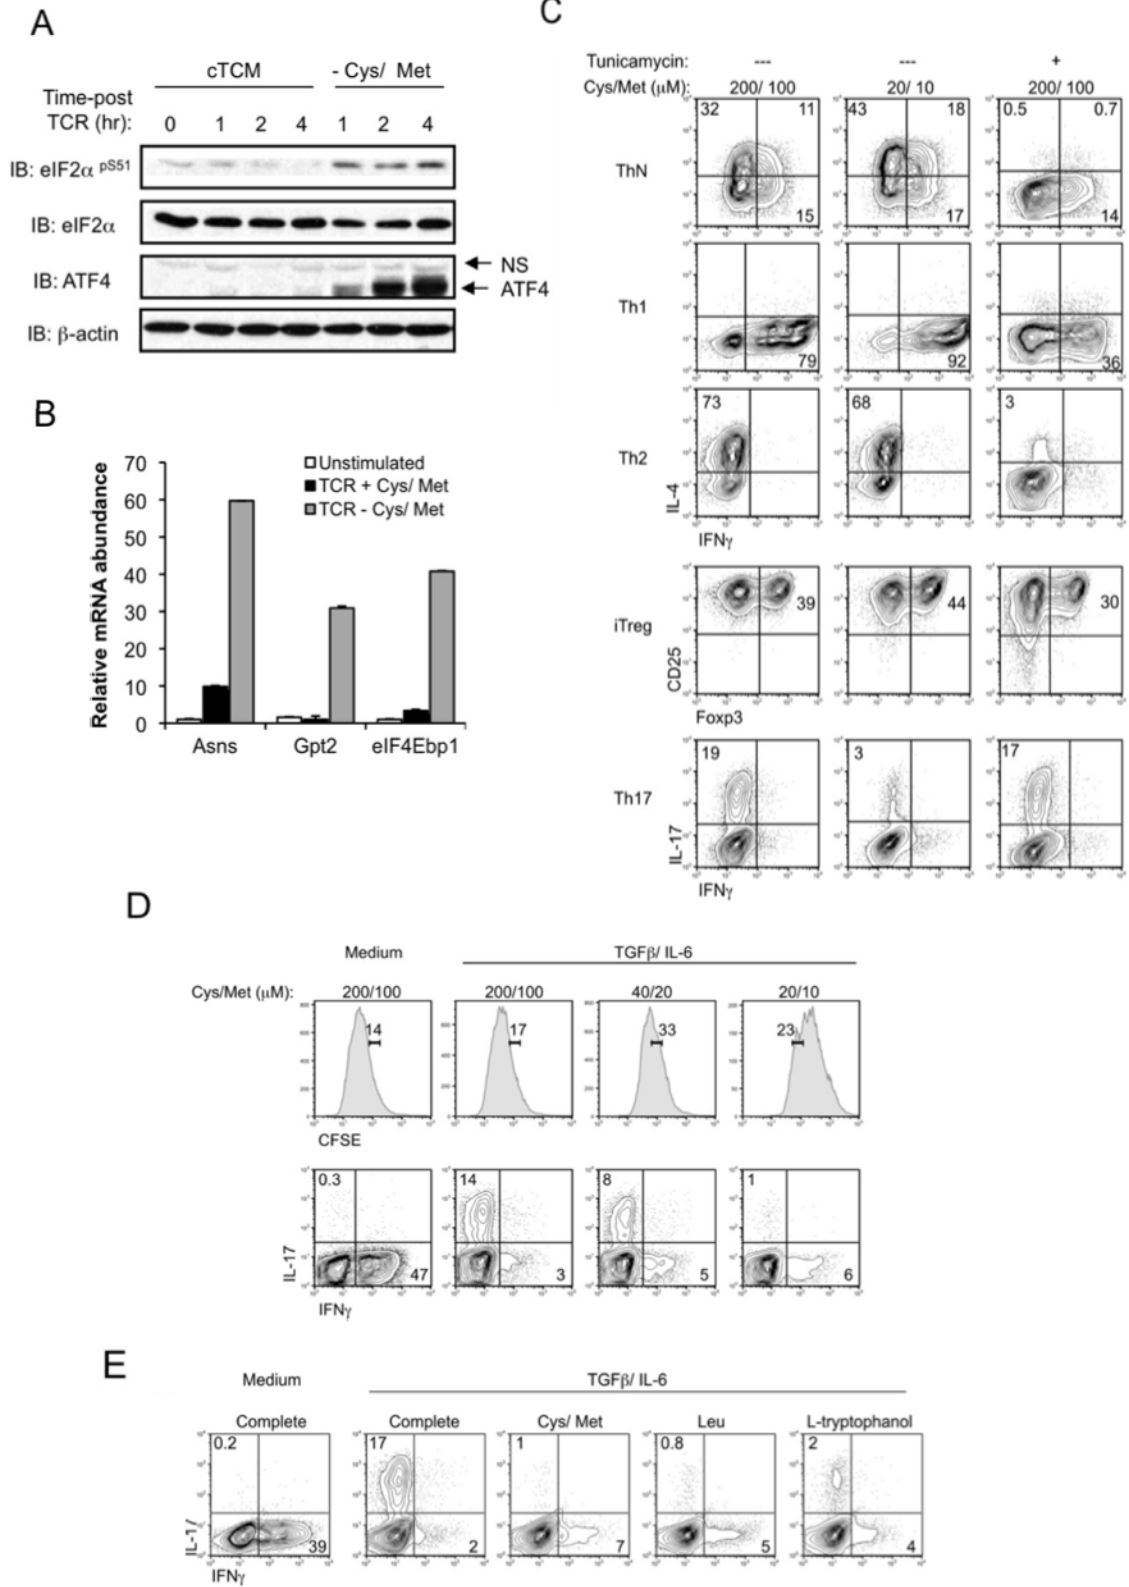 A
cTCM - Cys/ Met
Time-post
TCR (hr): 0 1 2 4 1 2 4
IB: eIF2α pS51
IB: eIF2α
IB: ATF4
NS
ATF4
IB: β-actin
B
Relative mRNA abundance
70
60
50
40
30
20
10
0
Unstimulated
TCR + Cys/ Met
TCR - Cys/ Met
Asns Gpt2 eIF4Ebp1
C
Tunicamycin: --- --- +
Cys/Met (μM): 200/ 100 20/ 10 200/ 100
ThN
32 11 15
43 18 17
0.5 0.7 14
Th1
79 92 36
Th2
73 68 3
IL-4
IFNγ
iTreg
39 44 30
CD25
Foxp3
Th17
19 3 17
IL-17
IFNγ
D
Medium TGFβ/ IL-6
Cys/Met (μM): 200/100 200/100 40/20 20/10
14 17 33 23
CFSE
0.3 14 8 1
47 3 5 6
IL-17
IFNγ
E
Medium TGFβ/ IL-6
Complete Complete Cys/ Met Leu L-tryptophanol
0.2 17 1 0.8 2
39 2 7 5 4
IL-17
IFNγ